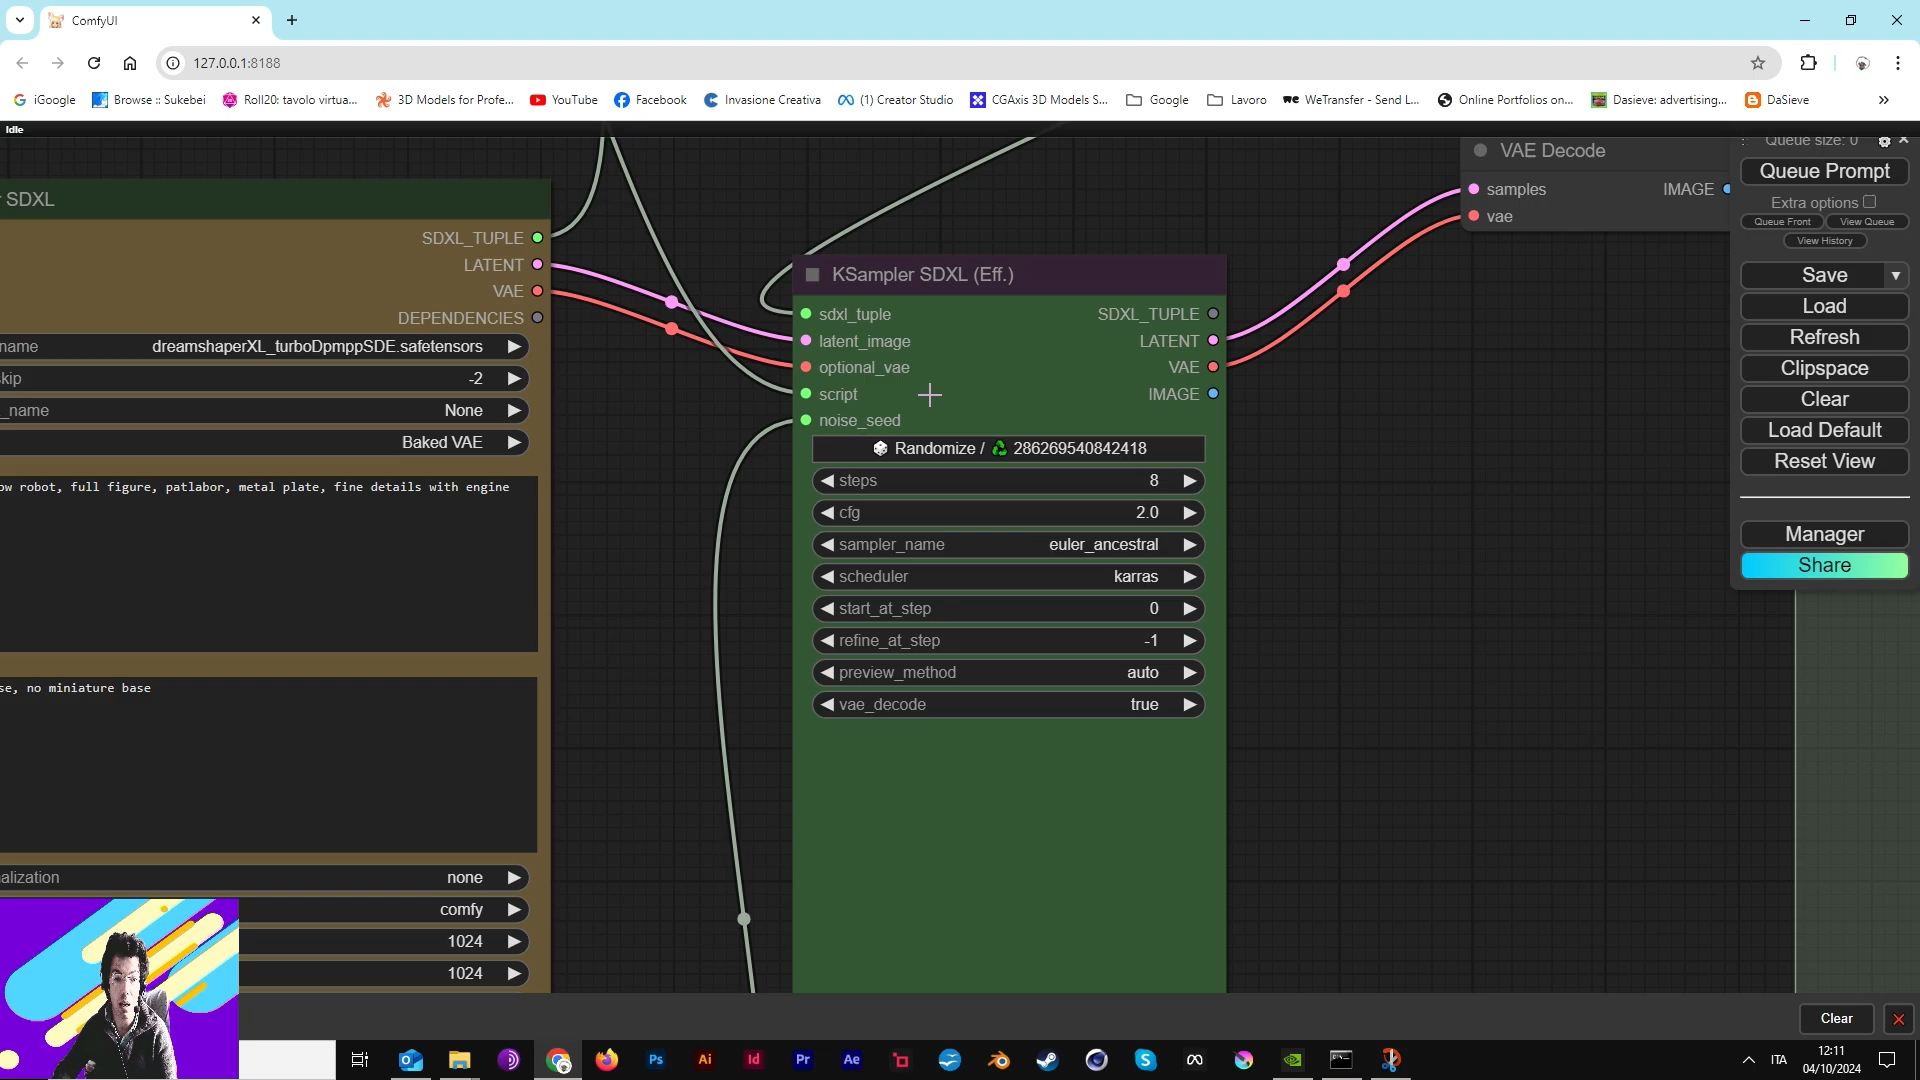 ComfyUI
127.0.0.1:8188
iGoogle
Browse :: Sukebei
Roll20: tavolo virtua...
3D Models for Profe...
YouTube
Facebook
Invasione Creativa
(1) Creator Studio
CGAxis 3D Models S...
Google
Lavoro
WeTransfer - Send L...
Online Portfolios on...
Dasieve: advertising...
DaSieve
Idle
SDXL
SDXL_TUPLE
LATENT
VAE
DEPENDENCIES
name dreamshaperXL_turboDpmppSDE.safetensors
kip -2
_name None
Baked VAE
ow robot, full figure, patlabor, metal plate, fine details with engine
se, no miniature base
alization none
comfy
1024
1024
KSampler SDXL (Eff.)
sdxl_tuple SDXL_TUPLE
latent_image LATENT
optional_vae VAE
script IMAGE
noise_seed
Randomize / 286269540842418
steps 8
cfg 2.0
sampler_name euler_ancestral
scheduler karras
start_at_step 0
refine_at_step -1
preview_method auto
vae_decode true
VAE Decode
samples IMAGE
vae
Queue size: 0
Queue Prompt
Extra options
Queue Front
View Queue
View History
Save
Load
Refresh
Clipspace
Clear
Load Default
Reset View
Manager
Share
Clear
Ps
Ai
Id
Pr
Ae
ITA
12:11
04/10/2024